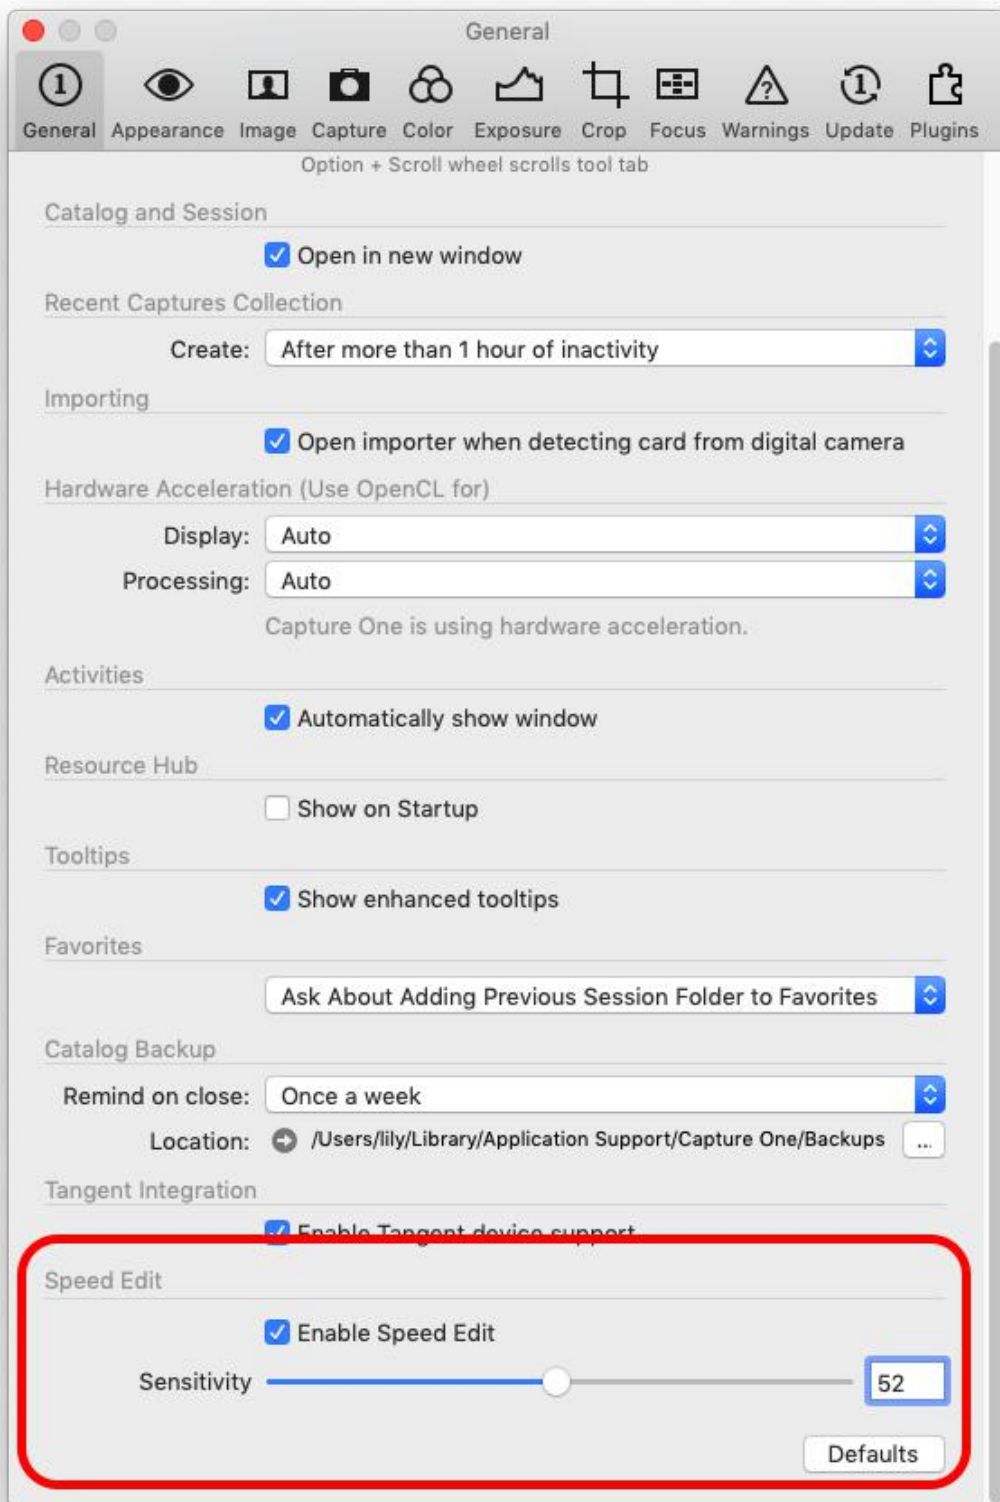 General
General Appearance Image Capture Color Exposure Crop Focus Warnings Update Plugins
Option + Scroll wheel scrolls tool tab
Catalog and Session
Open in new window
Recent Captures Collection
Create: After more than 1 hour of inactivity
Importing
Open importer when detecting card from digital camera
Hardware Acceleration (Use OpenCL for)
Display: Auto
Processing: Auto
Capture One is using hardware acceleration.
Activities
Automatically show window
Resource Hub
Show on Startup
Tooltips
Show enhanced tooltips
Favorites
Ask About Adding Previous Session Folder to Favorites
Catalog Backup
Remind on close: Once a week
Location: /Users/lily/Library/Application Support/Capture One/Backups ...
Tangent Integration
Enable Tangent device support
Speed Edit
Enable Speed Edit
Sensitivity 52
Defaults